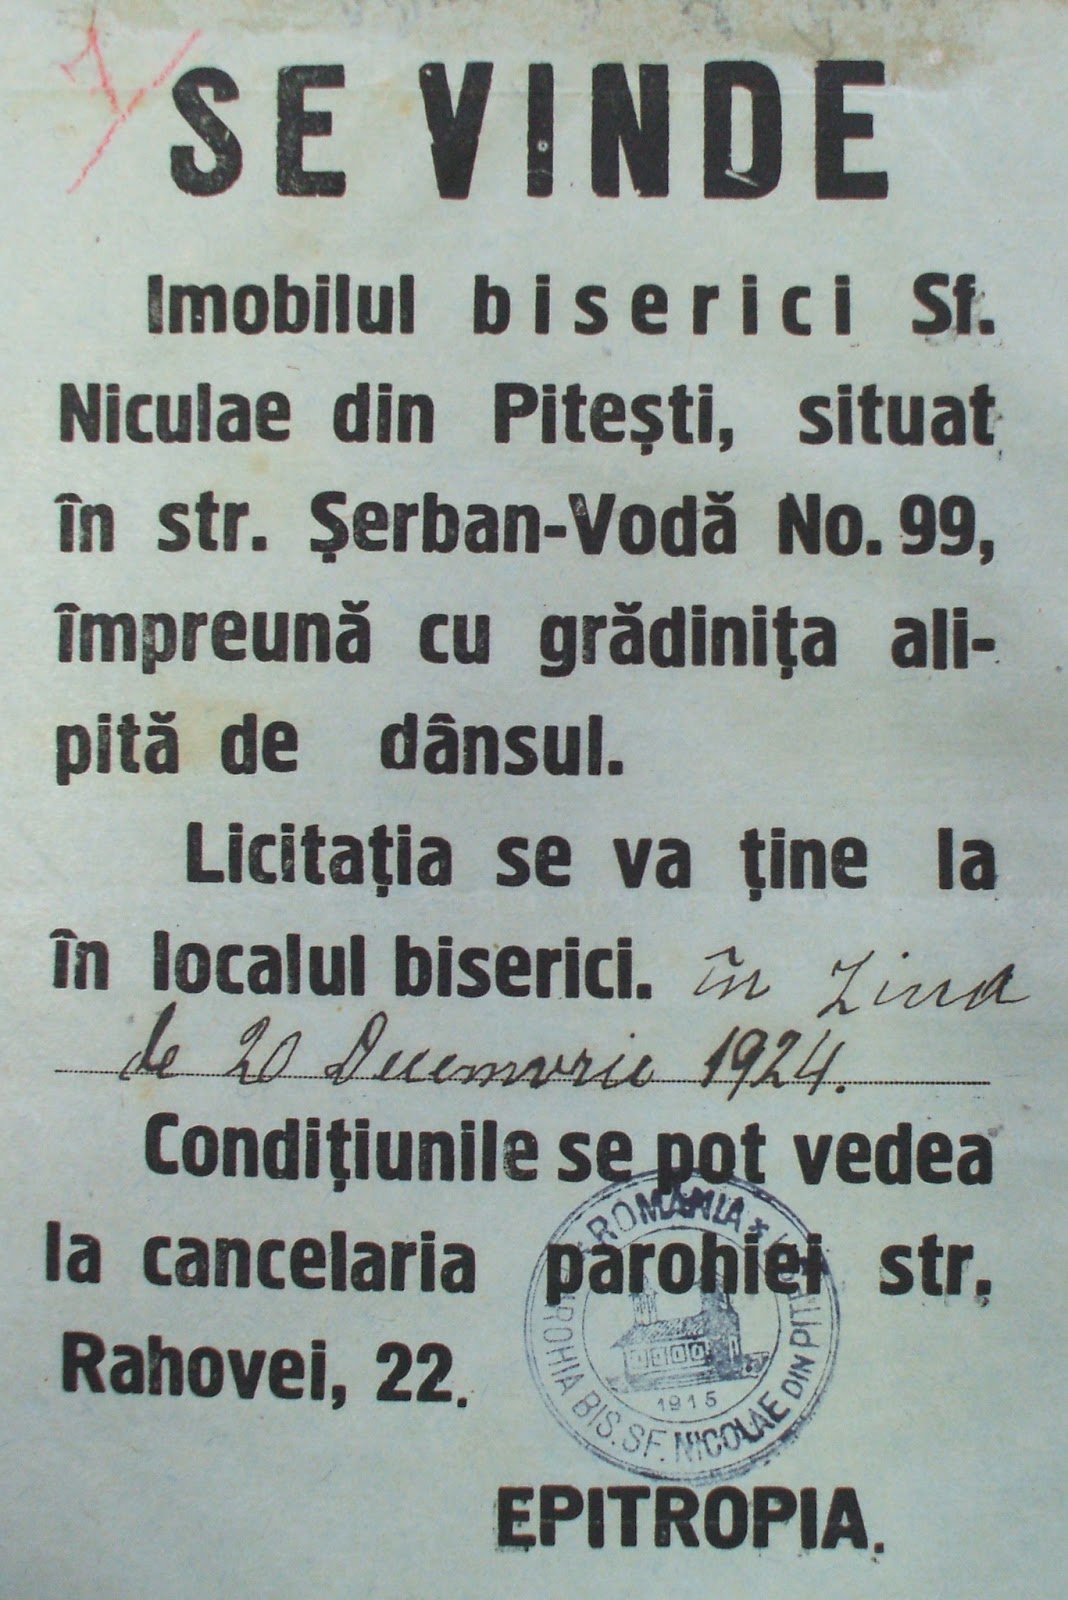 SE VINDE
Imobilul biserici Sf.
Niculae din Pitești, situat
în str. Șerban-Vodă No. 99,
împreună cu grădinița ali-
pită de dânsul.
Licitația se va ține la
în localul biserici. în ziua
de 20 Decemvrie 1924.
Condițiunile se pot vedea
la cancelaria parohiei str.
Rahovei, 22.
ROMANIA *
PAROHIA BIS. SF. NICOLAE DIN PITEȘTI
1915
EPITROPIA.